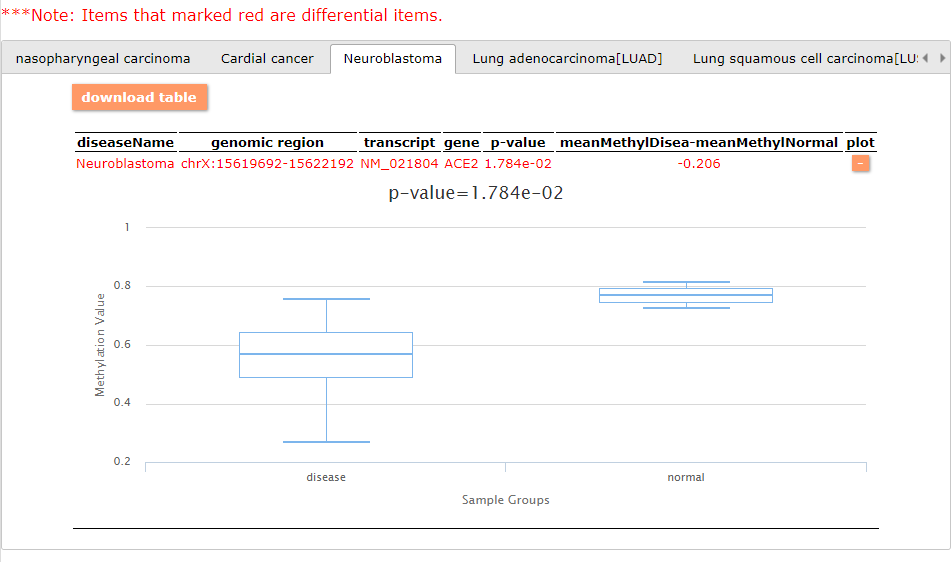 ***Note: Items that marked red are differential items.
nasopharyngeal carcinoma Cardial cancer Neuroblastoma Lung adenocarcinoma[LUAD] Lung squamous cell carcinoma[LUS
download table
diseaseName genomic region transcript gene p-value meanMethylDisea-meanMethylNormal plot
Neuroblastoma chrX:15619692-15622192 NM_021804 ACE2 1.784e-02 -0.206 -
p-value=1.784e-02
1
0.8
0.6
0.4
0.2
Methylation Value
disease normal
Sample Groups